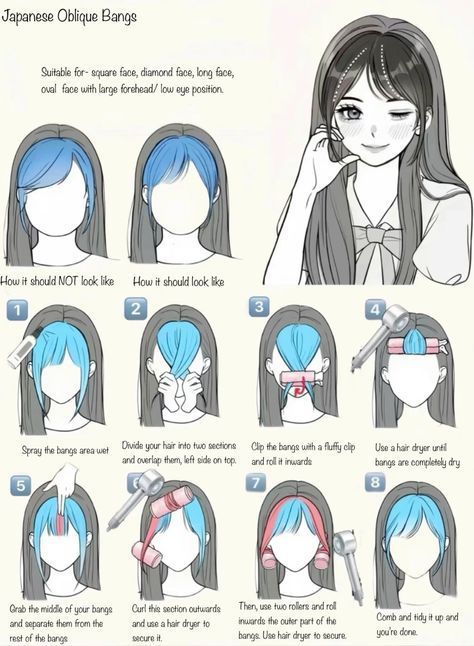 Japanese Oblique Bangs
Suitable for- square face, diamond face, long face,
oval face with large forehead/ low eye position.
How it should NOT look like
How it should look like
1
2
3
4
Spray the bangs area wet
Divide your hair into two sections
and overlap them, left side on top.
Clip the bangs with a fluffy clip
and roll it inwards
Use a hair dryer until
bangs are completely dry
5
6
7
8
Grab the middle of your bangs
and separate them from the
rest of the bangs
Curl this section outwards
and use a hair dryer to
secure it.
Then, use two rollers and roll
inwards the outer part of the
bangs. Use hair dryer to secure.
Comb and tidy it up and
you're done.